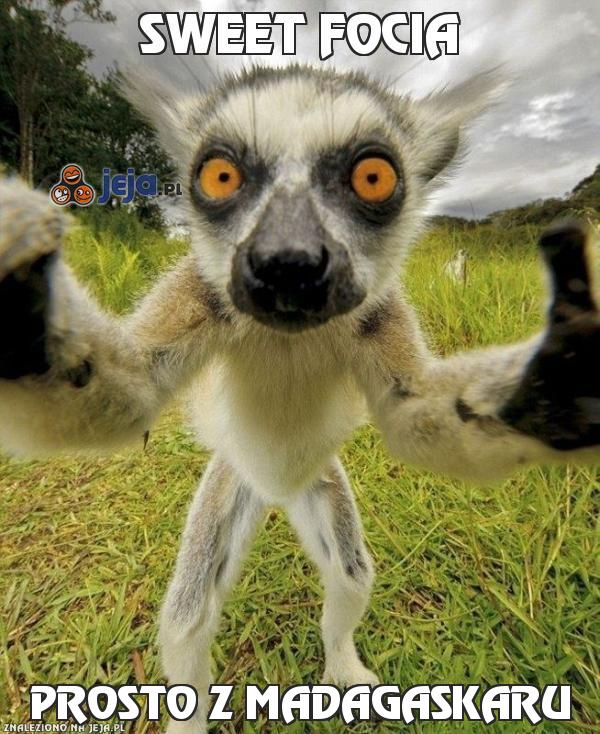 SWEET FOCIA
jeja.PL
PROSTO Z MADAGASKARU
ZNALEZIONO NA JEJA.PL